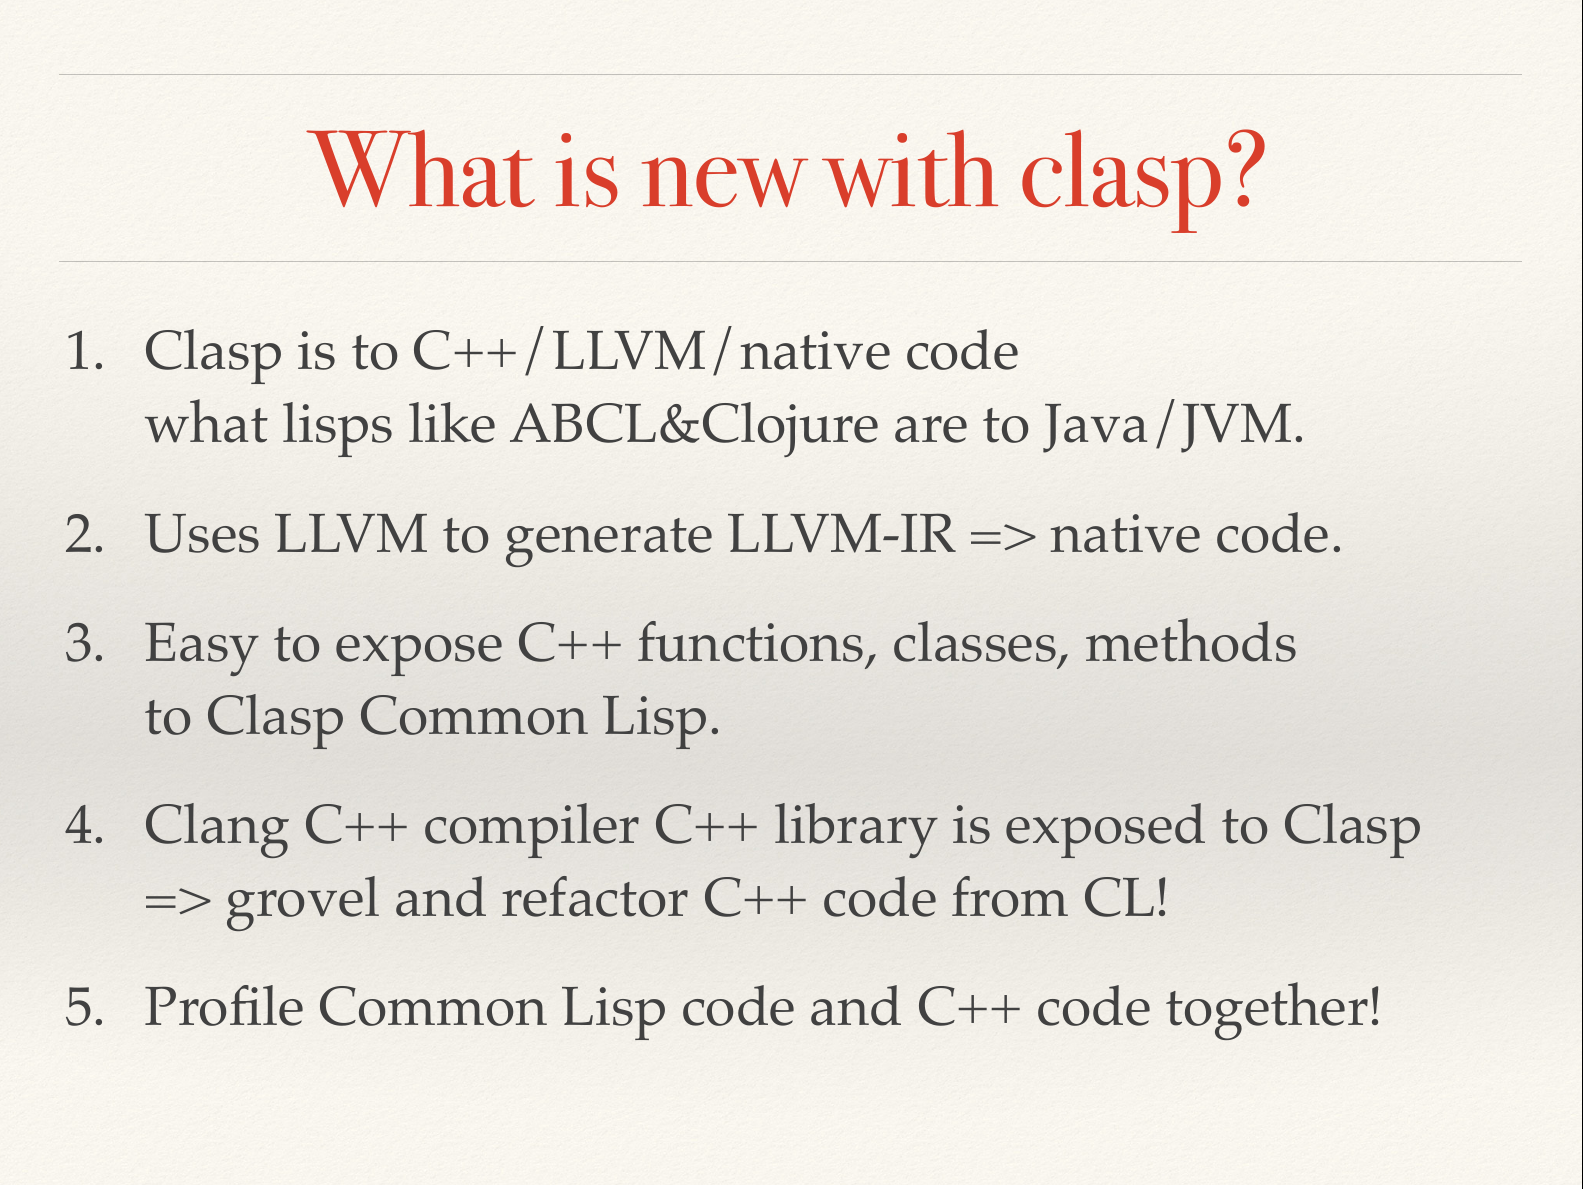 What is new with clasp?
1. Clasp is to C++/LLVM/native code
what lisps like ABCL&Clojure are to Java/JVM.
2. Uses LLVM to generate LLVM-IR => native code.
3. Easy to expose C++ functions, classes, methods
to Clasp Common Lisp.
4. Clang C++ compiler C++ library is exposed to Clasp
=> grovel and refactor C++ code from CL!
5. Profile Common Lisp code and C++ code together!